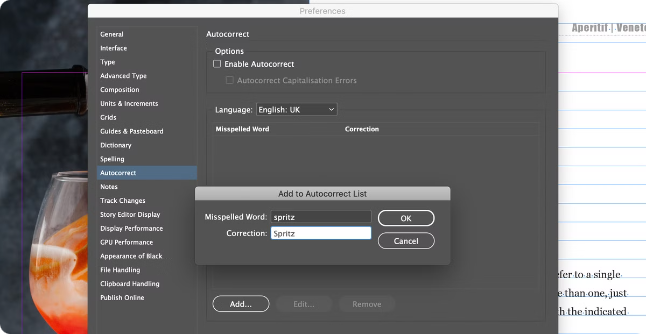 Preferences
General
Interface
Type
Advanced Type
Composition
Units & Increments
Grids
Guides & Pasteboard
Dictionary
Spelling
Autocorrect
Notes
Track Changes
Story Editor Display
Display Performance
GPU Performance
Appearance of Black
File Handling
Clipboard Handling
Publish Online
Autocorrect
Options
Enable Autocorrect
Autocorrect Capitalisation Errors
Language: English: UK
Misspelled Word Correction
Add to Autocorrect List
Misspelled Word: spritz
Correction: Spritz
OK
Cancel
Add... Edit... Remove
Aperitif | Venet
efer to a single
e than one, just
h the indicated